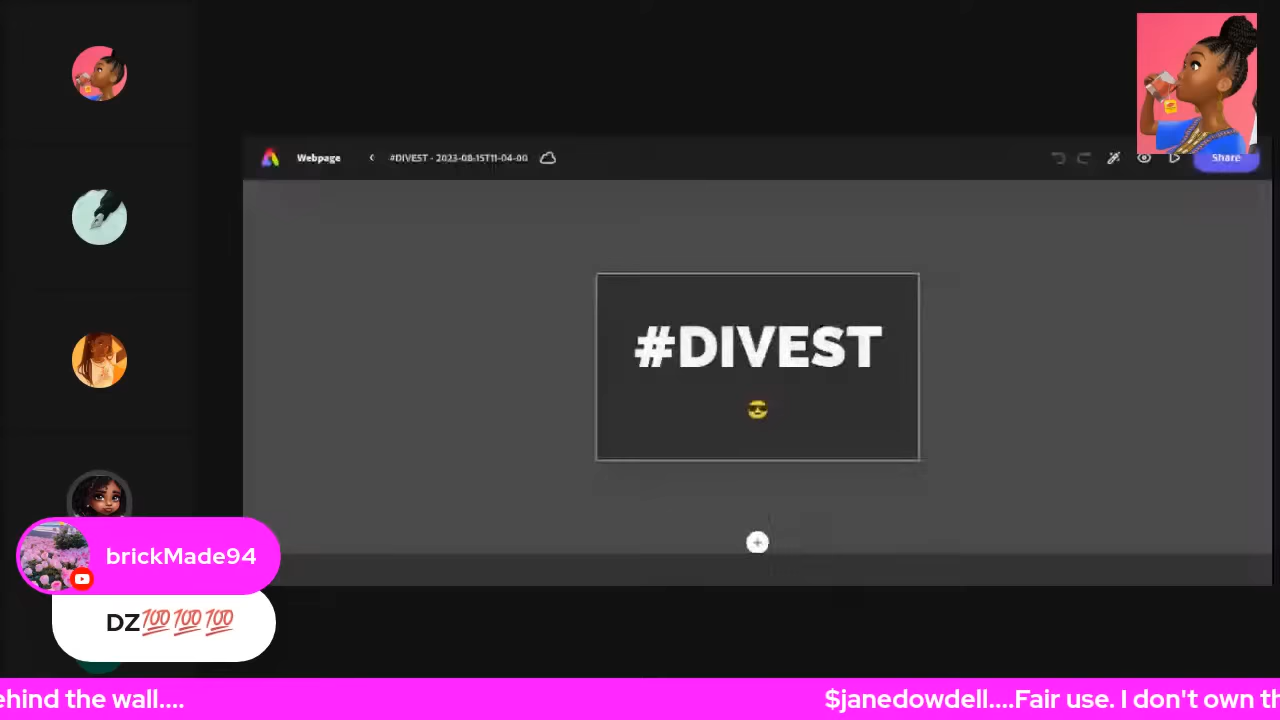 Webpage
#DIVEST - 2023-08-15T11-04-00
Share
#DIVEST
😎
brickMade94
DZ💯💯💯
ehind the wall....
$janedowdell....Fair use. I don't own th